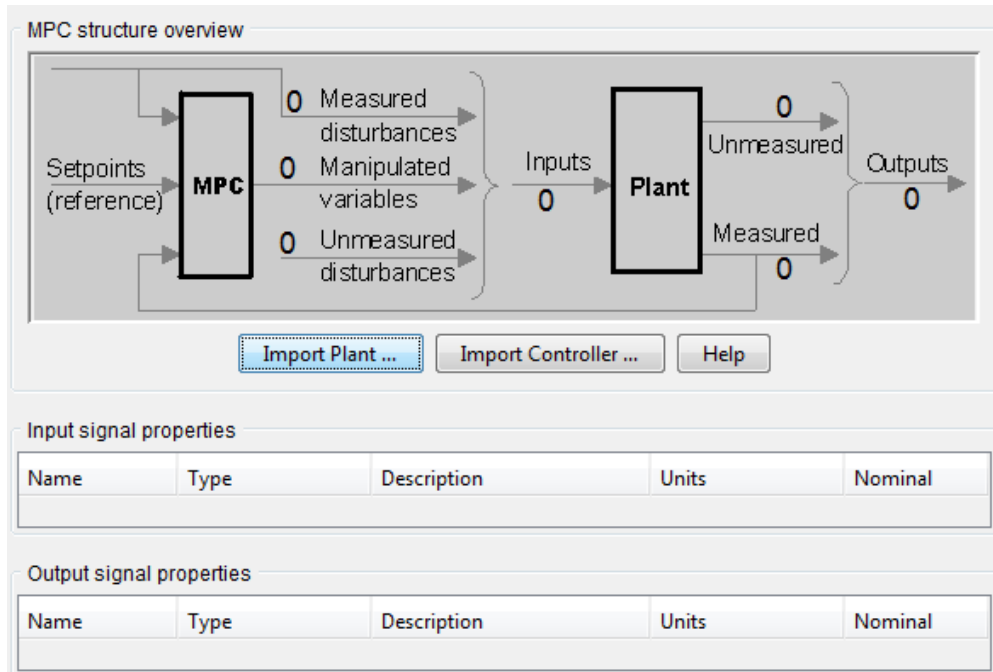 MPC structure overview
0 Measured
disturbances
Setpoints
(reference)
MPC
0 Manipulated
variables
0 Unmeasured
disturbances
Inputs
0
Plant
0
Unmeasured
Measured
0
Outputs
0
Import Plant ...
Import Controller ...
Help
Input signal properties
Name Type Description Units Nominal
Output signal properties
Name Type Description Units Nominal